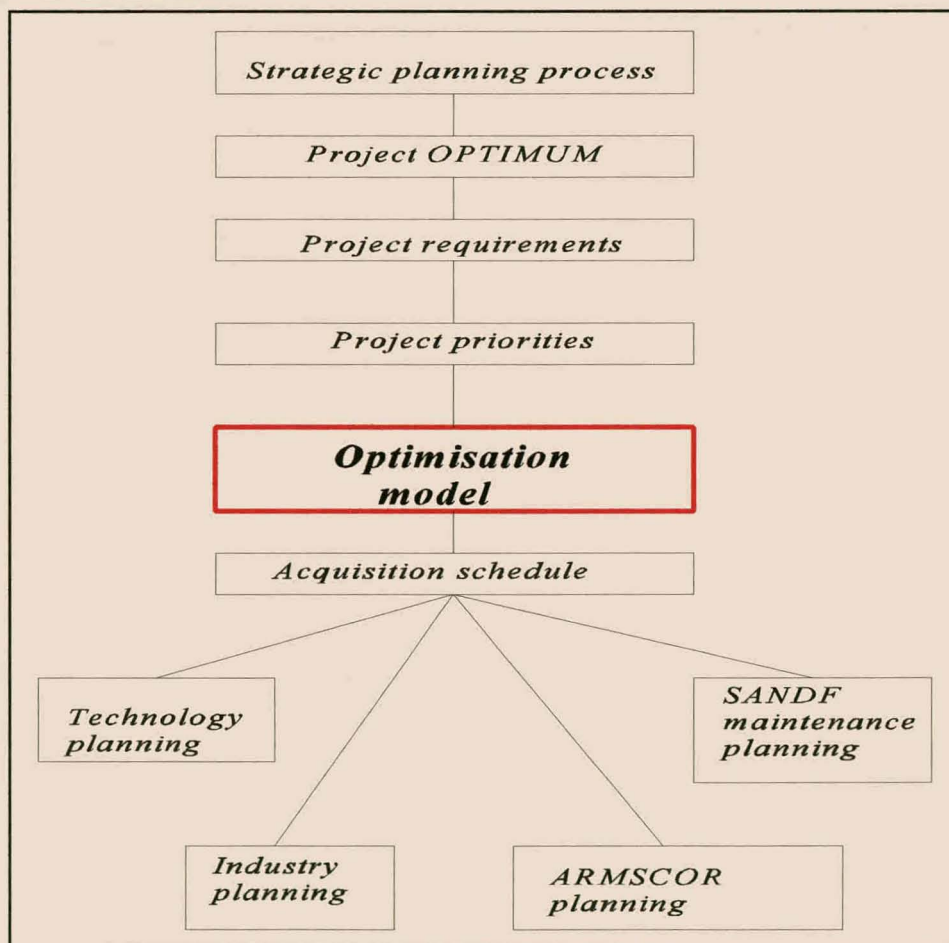 Strategic planning process
Project OPTIMUM
Project requirements
Project priorities
Optimisation
model
Acquisition schedule
Technology
planning
SANDF
maintenance
planning
Industry
planning
ARMSCOR
planning